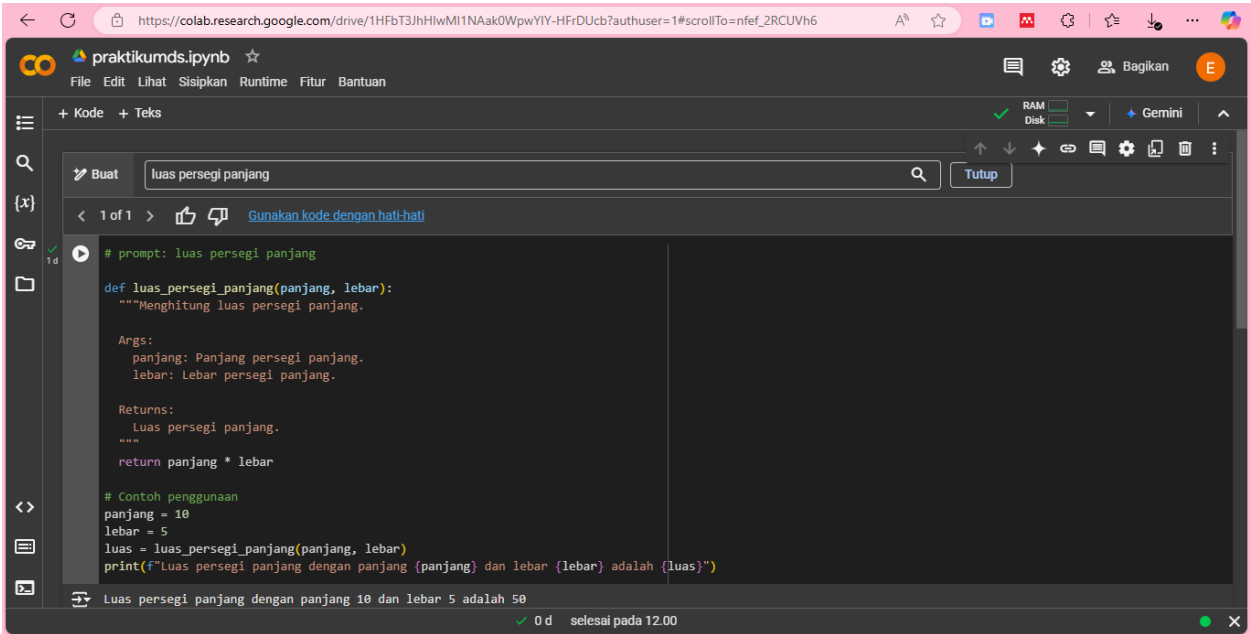 https://colab.research.google.com/drive/1HFbT3JhHIwMI1NAak0WpwYIY-HFrDUcb?authuser=1#scrollTo=nfef_2RCUVh6
praktikumds.ipynb
File Edit Lihat Sisipkan Runtime Fitur Bantuan
Bagikan
E
+ Kode + Teks
RAM
Disk
Gemini
Buat
luas persegi panjang
Tutup
< 1 of 1 >
Gunakan kode dengan hati-hati
{x}
1 d
# prompt: luas persegi panjang
def luas_persegi_panjang(panjang, lebar):
"""Menghitung luas persegi panjang.
Args:
panjang: Panjang persegi panjang.
lebar: Lebar persegi panjang.
Returns:
Luas persegi panjang.
"""
return panjang * lebar
# Contoh penggunaan
panjang = 10
lebar = 5
luas = luas_persegi_panjang(panjang, lebar)
print(f"Luas persegi panjang dengan panjang {panjang} dan lebar {lebar} adalah {luas}")
Luas persegi panjang dengan panjang 10 dan lebar 5 adalah 50
0 d selesai pada 12.00